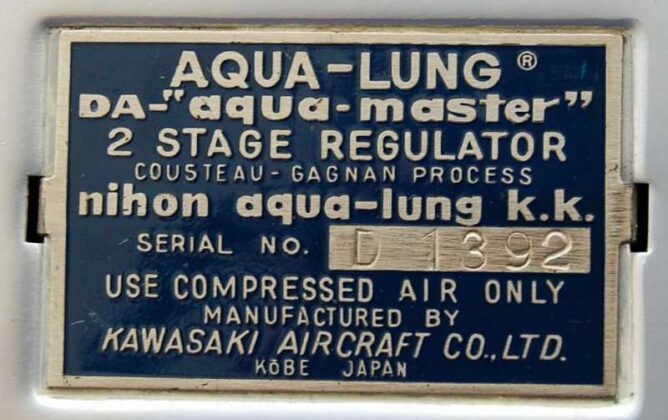 AQUA-LUNG ®
DA-"aqua-master"
2 STAGE REGULATOR
COUSTEAU-GAGNAN PROCESS
nihon aqua-lung k.k.
SERIAL NO. D 1392
USE COMPRESSED AIR ONLY
MANUFACTURED BY
KAWASAKI AIRCRAFT CO., LTD.
KōBE JAPAN